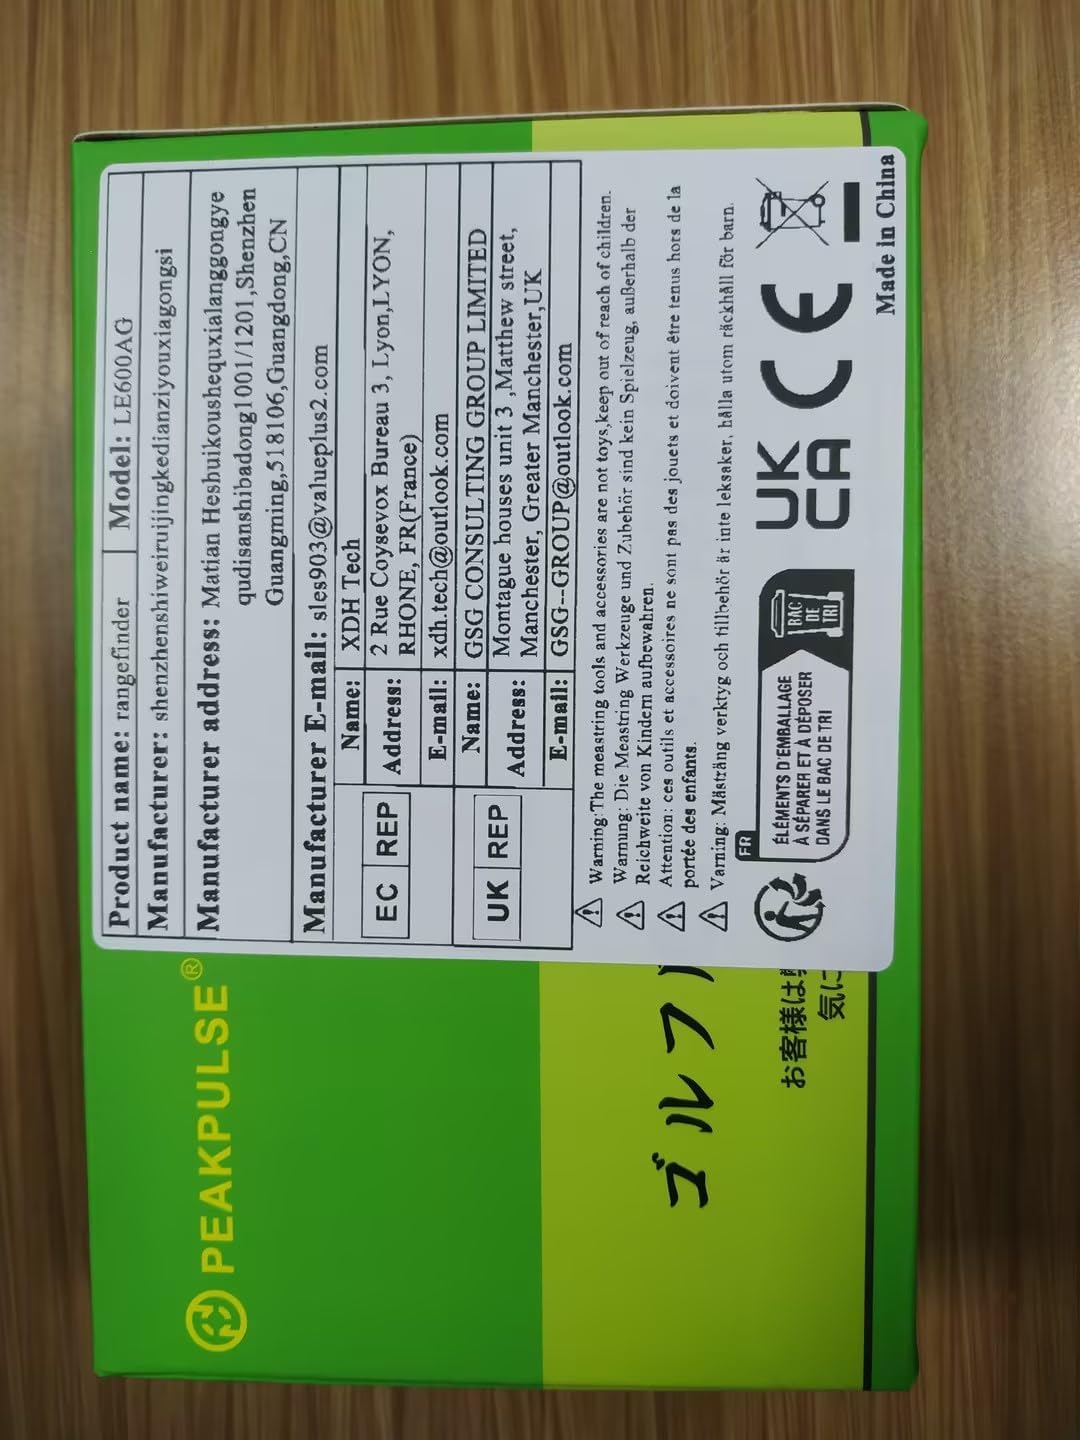 Product name: rangefinder Model: LE600AG
Manufacturer: shenzhenshiweiruijingkedianziyouxiagongsi
Manufacturer address: Matian Heshuikoushequxialanggongye
qudisanshibadong1001/1201,Shenzhen
Guangming,518106,Guangdong,CN
Manufacturer E-mail: sles903@valueplus2.com
EC REP
Name: XDH Tech
Address: 2 Rue Coysevox Bureau 3, Lyon,LYON,
RHONE, FR(France)
E-mail: xdh.tech@outlook.com
UK REP
Name: GSG CONSULTING GROUP LIMITED
Address: Montague houses unit 3 ,Matthew street,
Manchester, Greater Manchester,UK
E-mail: GSG--GROUP@outlook.com
Warning:The meastring tools and accessories are not toys,keep out of reach of children.
Warnung: Die Meastring Werkzeuge und Zubehör sind kein Spielzeug, außerhalb der
Reichweite von Kindern aufbewahren.
Attention: ces outils et accessoires ne sont pas des jouets et doivent être tenus hors de la
portée des enfants.
Varning: Mästräng verktyg och tillbehör är inte leksaker, hålla utom räckhåll för barn.
FR
ÉLÉMENTS D'EMBALLAGE
À SÉPARER ET À DÉPOSER
DANS LE BAC DE TRI
BAC
DE
TRI
UK
CA
CE
Made in China
PEAKPULSE®
ゴルフ
お客様は
気に